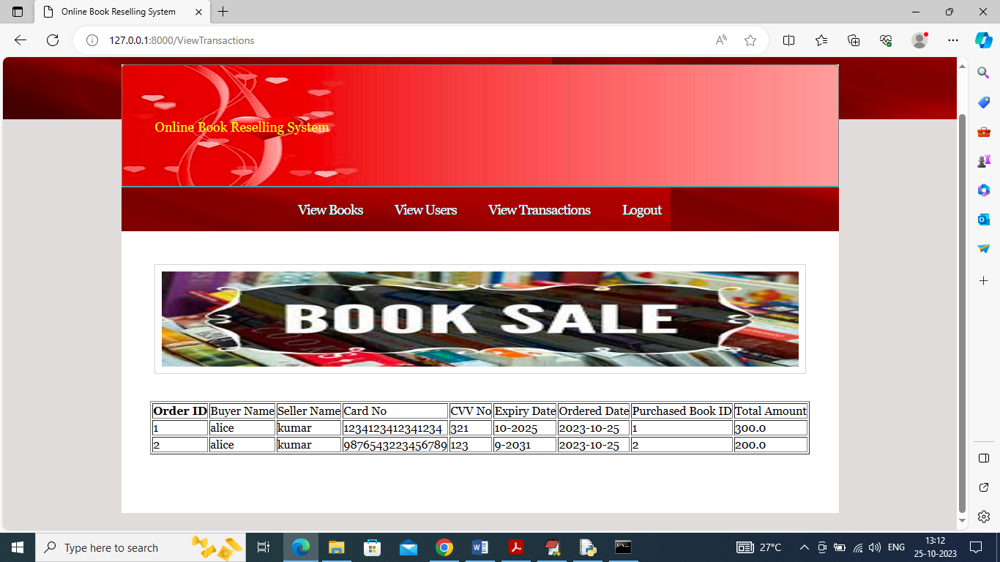 Online Book Reselling System
127.0.0.1:8000/ViewTransactions
Online Book Reselling System
View Books View Users View Transactions Logout
BOOK SALE
Order ID Buyer Name Seller Name Card No CVV No Expiry Date Ordered Date Purchased Book ID Total Amount
1 alice kumar 1234123412341234 321 10-2025 2023-10-25 1 300.0
2 alice kumar 9876543223456789 123 9-2031 2023-10-25 2 200.0
Type here to search 27°C ENG 13:12
25-10-2023